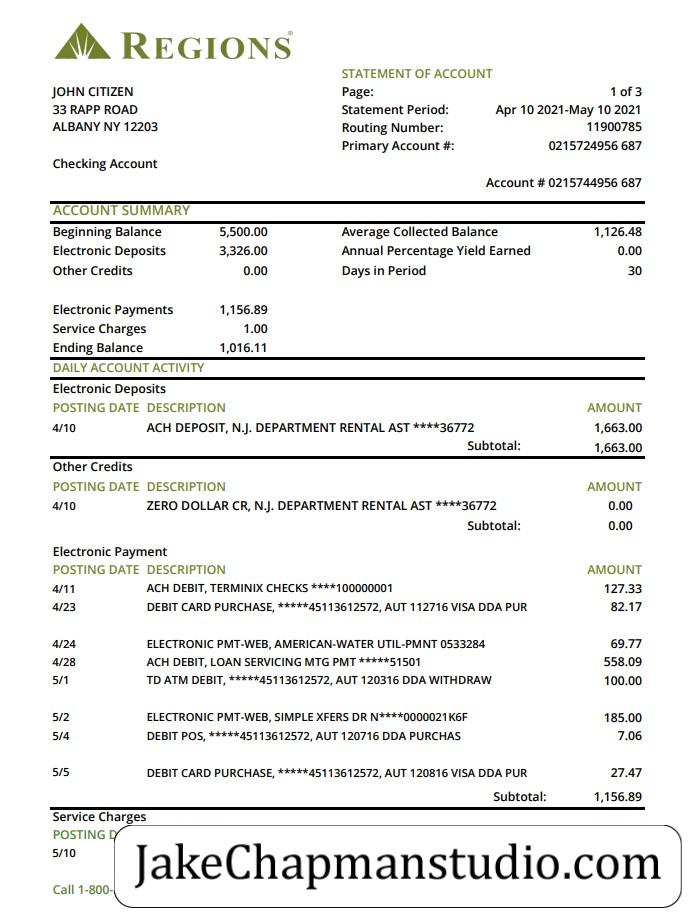 REGIONS®
STATEMENT OF ACCOUNT
JOHN CITIZEN
33 RAPP ROAD
ALBANY NY 12203
Page: 1 of 3
Statement Period: Apr 10 2021-May 10 2021
Routing Number: 11900785
Primary Account #: 0215724956 687
Checking Account
Account # 0215744956 687
ACCOUNT SUMMARY
Beginning Balance 5,500.00 Average Collected Balance 1,126.48
Electronic Deposits 3,326.00 Annual Percentage Yield Earned 0.00
Other Credits 0.00 Days in Period 30
Electronic Payments 1,156.89
Service Charges 1.00
Ending Balance 1,016.11
DAILY ACCOUNT ACTIVITY
Electronic Deposits
POSTING DATE DESCRIPTION AMOUNT
4/10 ACH DEPOSIT, N.J. DEPARTMENT RENTAL AST ****36772 1,663.00
Subtotal: 1,663.00
Other Credits
POSTING DATE DESCRIPTION AMOUNT
4/10 ZERO DOLLAR CR, N.J. DEPARTMENT RENTAL AST ****36772 0.00
Subtotal: 0.00
Electronic Payment
POSTING DATE DESCRIPTION AMOUNT
4/11 ACH DEBIT, TERMINIX CHECKS ****100000001 127.33
4/23 DEBIT CARD PURCHASE, *****45113612572, AUT 112716 VISA DDA PUR 82.17
4/24 ELECTRONIC PMT-WEB, AMERICAN-WATER UTIL-PMNT 0533284 69.77
4/28 ACH DEBIT, LOAN SERVICING MTG PMT *****51501 558.09
5/1 TD ATM DEBIT, *****45113612572, AUT 120316 DDA WITHDRAW 100.00
5/2 ELECTRONIC PMT-WEB, SIMPLE XFERS DR N****0000021K6F 185.00
5/4 DEBIT POS, *****45113612572, AUT 120716 DDA PURCHAS 7.06
5/5 DEBIT CARD PURCHASE, *****45113612572, AUT 120816 VISA DDA PUR 27.47
Subtotal: 1,156.89
Service Charges
POSTING D
5/10
Call 1-800-
JakeChapmanstudio.com